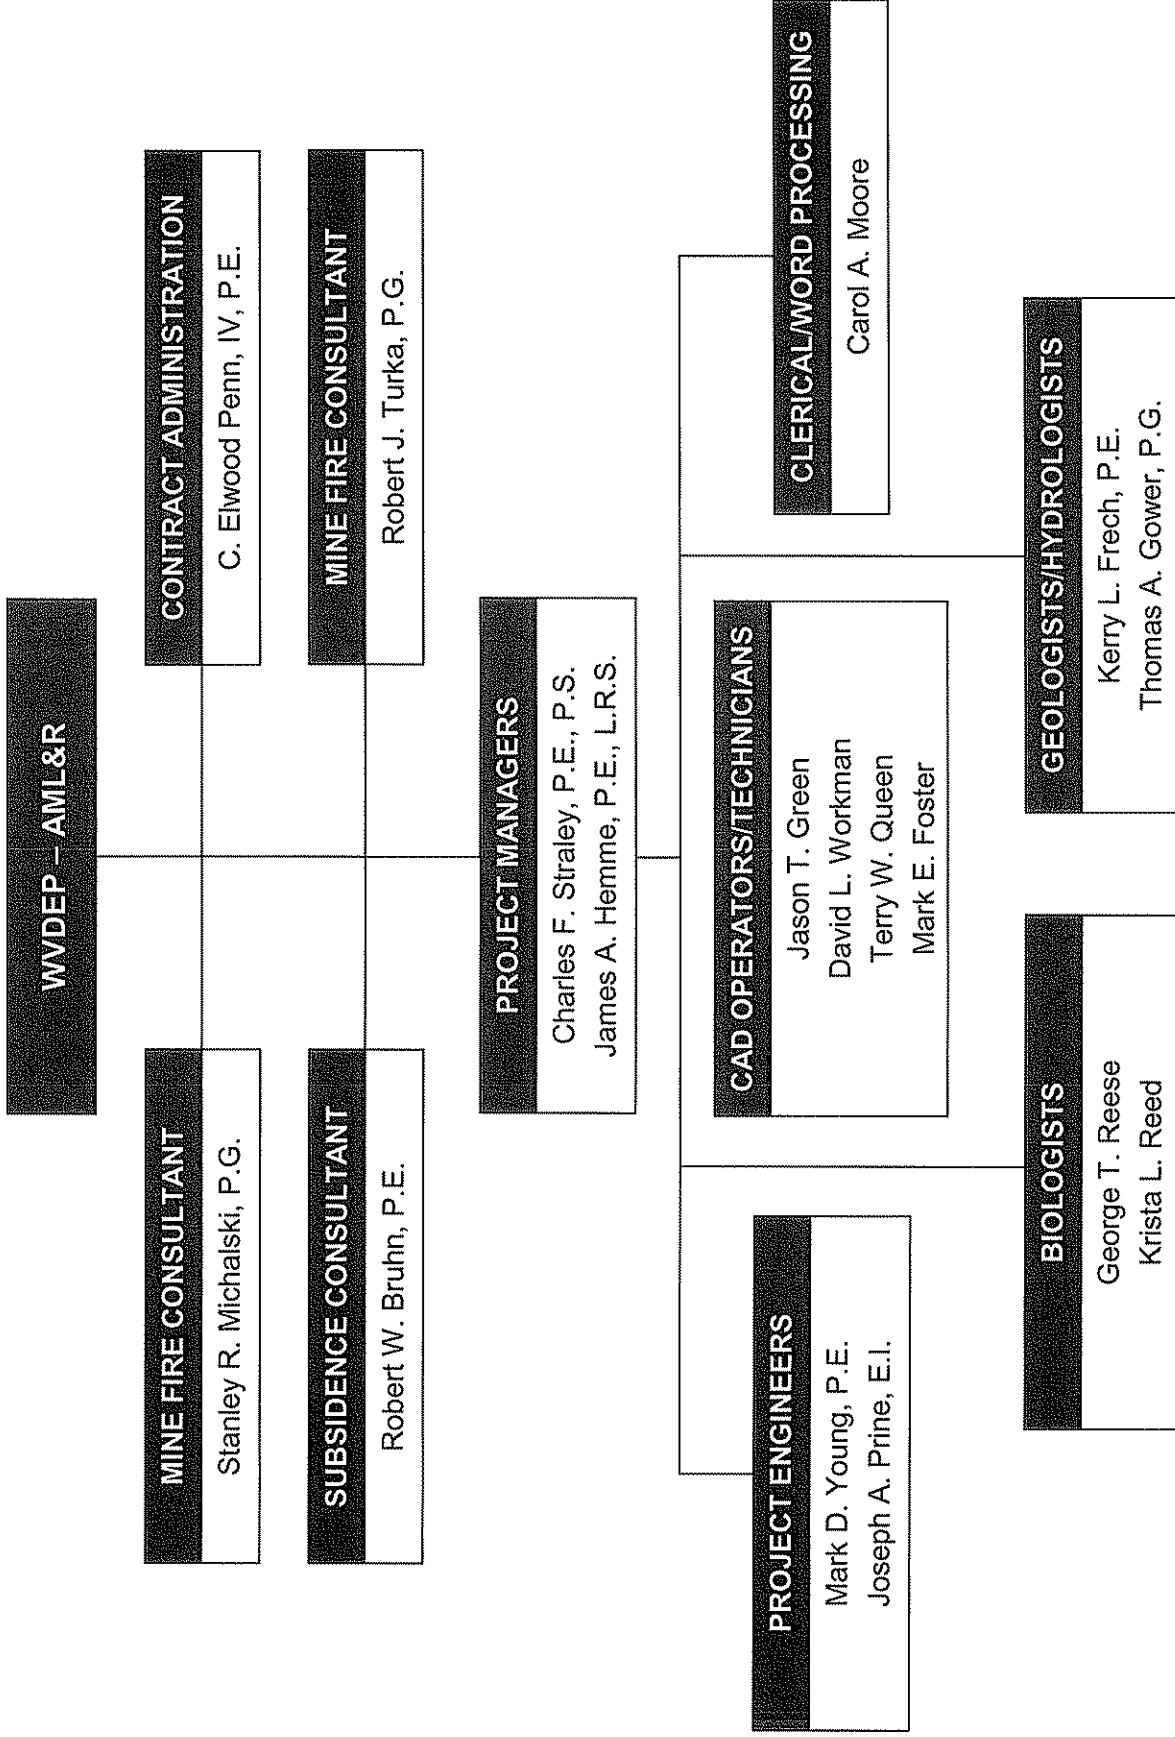 WVDEP – AML&R
MINE FIRE CONSULTANT
Stanley R. Michalski, P.G.
CONTRACT ADMINISTRATION
C. Elwood Penn, IV, P.E.
SUBSIDENCE CONSULTANT
Robert W. Bruhn, P.E.
MINE FIRE CONSULTANT
Robert J. Turka, P.G.
PROJECT MANAGERS
Charles F. Straley, P.E., P.S.
James A. Hemme, P.E., L.R.S.
PROJECT ENGINEERS
Mark D. Young, P.E.
Joseph A. Prine, E.I.
CAD OPERATORS/TECHNICIANS
Jason T. Green
David L. Workman
Terry W. Queen
Mark E. Foster
CLERICAL/WORD PROCESSING
Carol A. Moore
BIOLOGISTS
George T. Reese
Krista L. Reed
GEOLOGISTS/HYDROLOGISTS
Kerry L. Frech, P.E.
Thomas A. Gower, P.G.